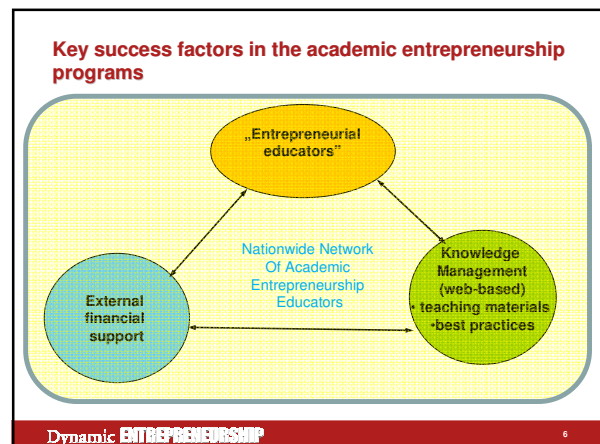 Key success factors in the academic entrepreneurship
programs
„Entrepreneurial
educators”
Nationwide Network
Of Academic
Entrepreneurship
Educators
External
financial
support
Knowledge
Management
(web-based)
• teaching materials
•best practices
Dynamic ENTREPRENEURSHIP
6